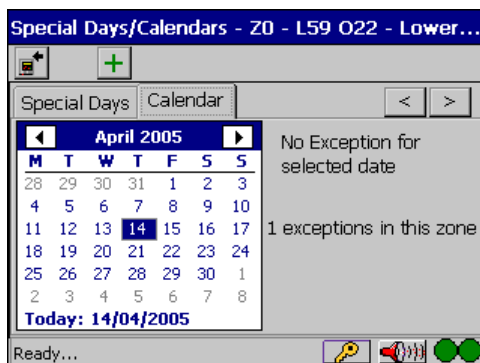 Special Days/Calendars - Z0 - L59 O22 - Lower...
+
Special Days Calendar < >
April 2005
M T W T F S S
28 29 30 31 1 2 3
4 5 6 7 8 9 10
11 12 13 14 15 16 17
18 19 20 21 22 23 24
25 26 27 28 29 30 1
2 3 4 5 6 7 8
Today: 14/04/2005
No Exception for
selected date
1 exceptions in this zone
Ready...